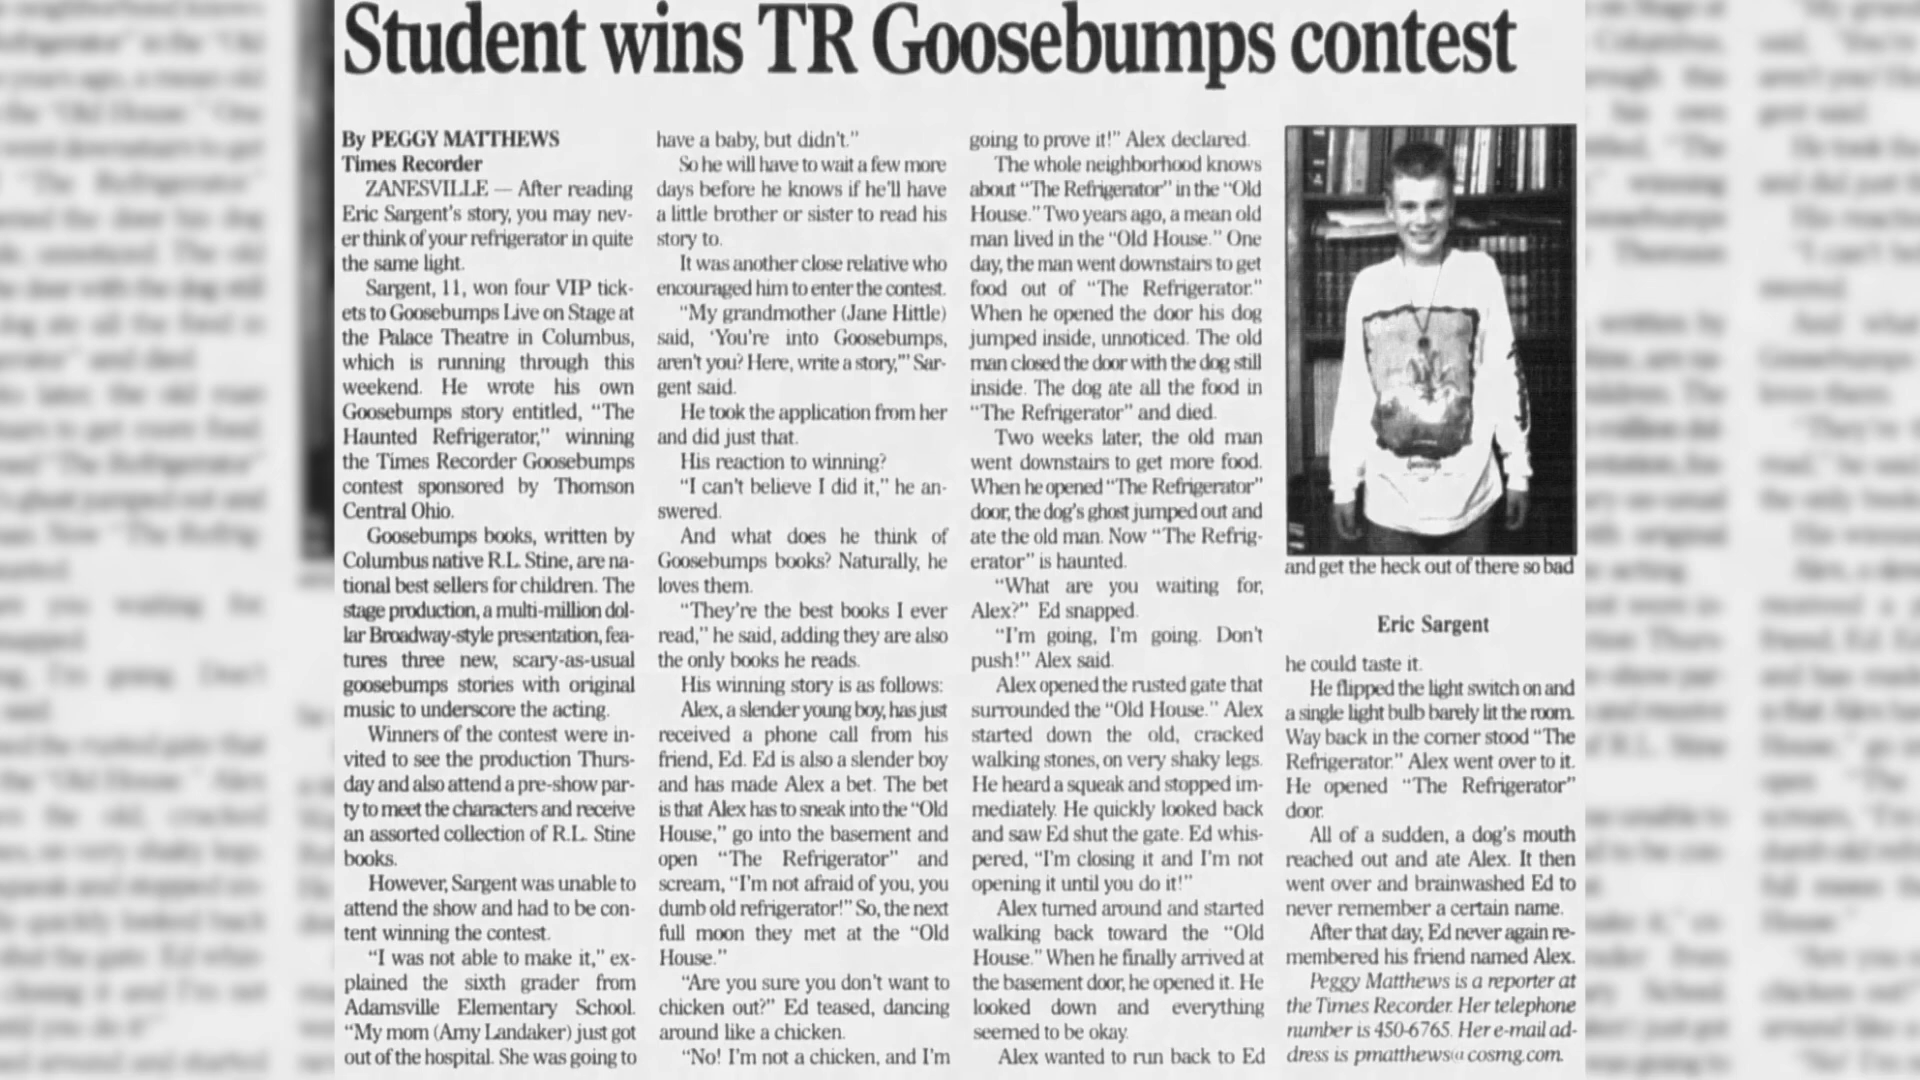 Student wins TR Goosebumps contest
By PEGGY MATTHEWS
Times Recorder
ZANESVILLE — After reading
Eric Sargent's story, you may nev-
er think of your refrigerator in quite
the same light.
Sargent, 11, won four VIP tick-
ets to Goosebumps Live on Stage at
the Palace Theatre in Columbus,
which is running through this
weekend. He wrote his own
Goosebumps story entitled, “The
Haunted Refrigerator,” winning
the Times Recorder Goosebumps
contest sponsored by Thomson
Central Ohio.
Goosebumps books, written by
Columbus native R.L. Stine, are na-
tional best sellers for children. The
stage production, a multi-million dol-
lar Broadway-style presentation, fea-
tures three new, scary-as-usual
goosebumps stories with original
music to underscore the acting.
Winners of the contest were in-
vited to see the production Thurs-
day and also attend a pre-show par-
ty to meet the characters and receive
an assorted collection of R.L. Stine
books.
However, Sargent was unable to
attend the show and had to be con-
tent winning the contest.
“I was not able to make it,” ex-
plained the sixth grader from
Adamsville Elementary School.
“My mom (Amy Landaker) just got
out of the hospital. She was going to
have a baby, but didn't.”
So he will have to wait a few more
days before he knows if he'll have
a little brother or sister to read his
story to.
It was another close relative who
encouraged him to enter the contest.
“My grandmother (Jane Hittle)
said, ‘You're into Goosebumps,
aren't you? Here, write a story,’” Sar-
gent said.
He took the application from her
and did just that.
His reaction to winning?
“I can't believe I did it,” he an-
swered.
And what does he think of
Goosebumps books? Naturally, he
loves them.
“They're the best books I ever
read,” he said, adding they are also
the only books he reads.
His winning story is as follows:
Alex, a slender young boy, has just
received a phone call from his
friend, Ed. Ed is also a slender boy
and has made Alex a bet. The bet
is that Alex has to sneak into the “Old
House,” go into the basement and
open “The Refrigerator” and
scream, “I'm not afraid of you, you
dumb old refrigerator!” So, the next
full moon they met at the “Old
House.”
“Are you sure you don't want to
chicken out?” Ed teased, dancing
around like a chicken.
“No! I'm not a chicken, and I'm
going to prove it!” Alex declared.
The whole neighborhood knows
about “The Refrigerator” in the “Old
House.” Two years ago, a mean old
man lived in the “Old House.” One
day, the man went downstairs to get
food out of “The Refrigerator.”
When he opened the door his dog
jumped inside, unnoticed. The old
man closed the door with the dog still
inside. The dog ate all the food in
“The Refrigerator” and died.
Two weeks later, the old man
went downstairs to get more food.
When he opened “The Refrigerator”
door, the dog's ghost jumped out and
ate the old man. Now “The Refrig-
erator” is haunted.
“What are you waiting for,
Alex?” Ed snapped.
“I'm going, I'm going. Don't
push!” Alex said.
Alex opened the rusted gate that
surrounded the “Old House.” Alex
started down the old, cracked
walking stones, on very shaky legs.
He heard a squeak and stopped im-
mediately. He quickly looked back
and saw Ed shut the gate. Ed whis-
pered, “I'm closing it and I'm not
opening it until you do it!”
Alex turned around and started
walking back toward the “Old
House.” When he finally arrived at
the basement door, he opened it. He
looked down and everything
seemed to be okay.
Alex wanted to run back to Ed
and get the heck out of there so bad
Eric Sargent
he could taste it.
He flipped the light switch on and
a single light bulb barely lit the room.
Way back in the corner stood “The
Refrigerator.” Alex went over to it.
He opened “The Refrigerator”
door.
All of a sudden, a dog's mouth
reached out and ate Alex. It then
went over and brainwashed Ed to
never remember a certain name.
After that day, Ed never again re-
membered his friend named Alex.
Peggy Matthews is a reporter at
the Times Recorder. Her telephone
number is 450-6765. Her e-mail ad-
dress is pmatthews@cosmg.com.